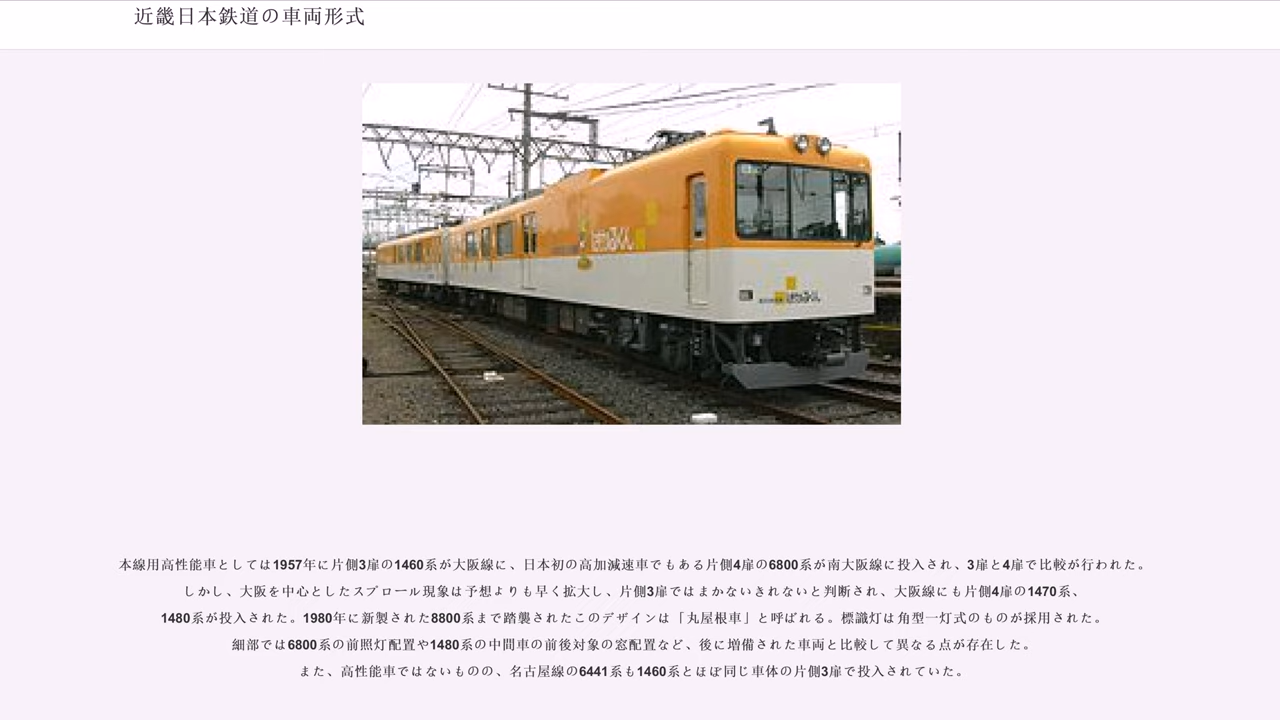 近畿日本鉄道の車両形式
はかるくん
はかるくん
本線用高性能車としては1957年に片側3扉の1460系が大阪線に、日本初の高加減速車でもある片側4扉の6800系が南大阪線に投入され、3扉と4扉で比較が行われた。
しかし、大阪を中心としたスプロール現象は予想よりも早く拡大し、片側3扉ではまかないきれないと判断され、大阪線にも片側4扉の1470系、
1480系が投入された。1980年に新製された8800系まで踏襲されたこのデザインは「丸屋根車」と呼ばれる。標識灯は角型一灯式のものが採用された。
細部では6800系の前照灯配置や1480系の中間車の前後対象の窓配置など、後に増備された車両と比較して異なる点が存在した。
また、高性能車ではないものの、名古屋線の6441系も1460系とほぼ同じ車体の片側3扉で投入されていた。